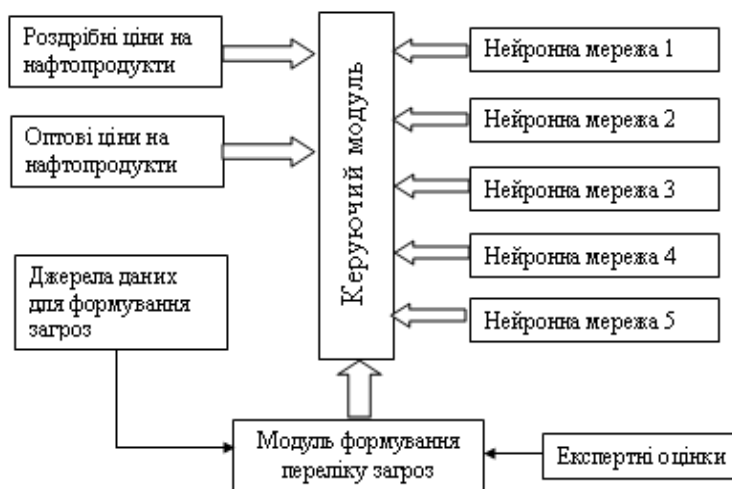 Роздрібні ціни на
нафтопродукти
Оптові ціни на
нафтопродукти
Джерела даних
для формування
загроз
Керуючий модуль
Нейронна мережа 1
Нейронна мережа 2
Нейронна мережа 3
Нейронна мережа 4
Нейронна мережа 5
Модуль формування
переліку загроз
Експертні оцінки